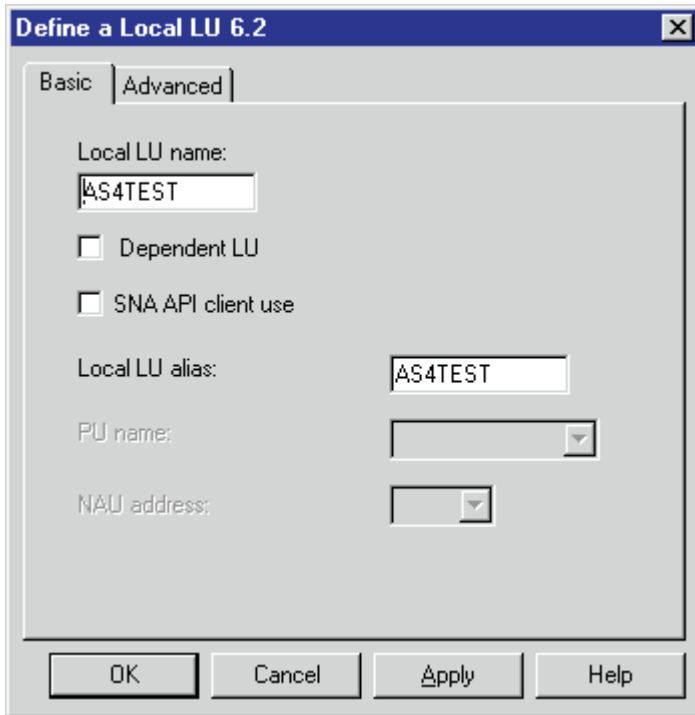 Define a Local LU 6.2
Basic
Advanced
Local LU name:
AS4TEST
Dependent LU
SNA API client use
Local LU alias:
AS4TEST
PU name:
NAU address:
OK
Cancel
Apply
Help